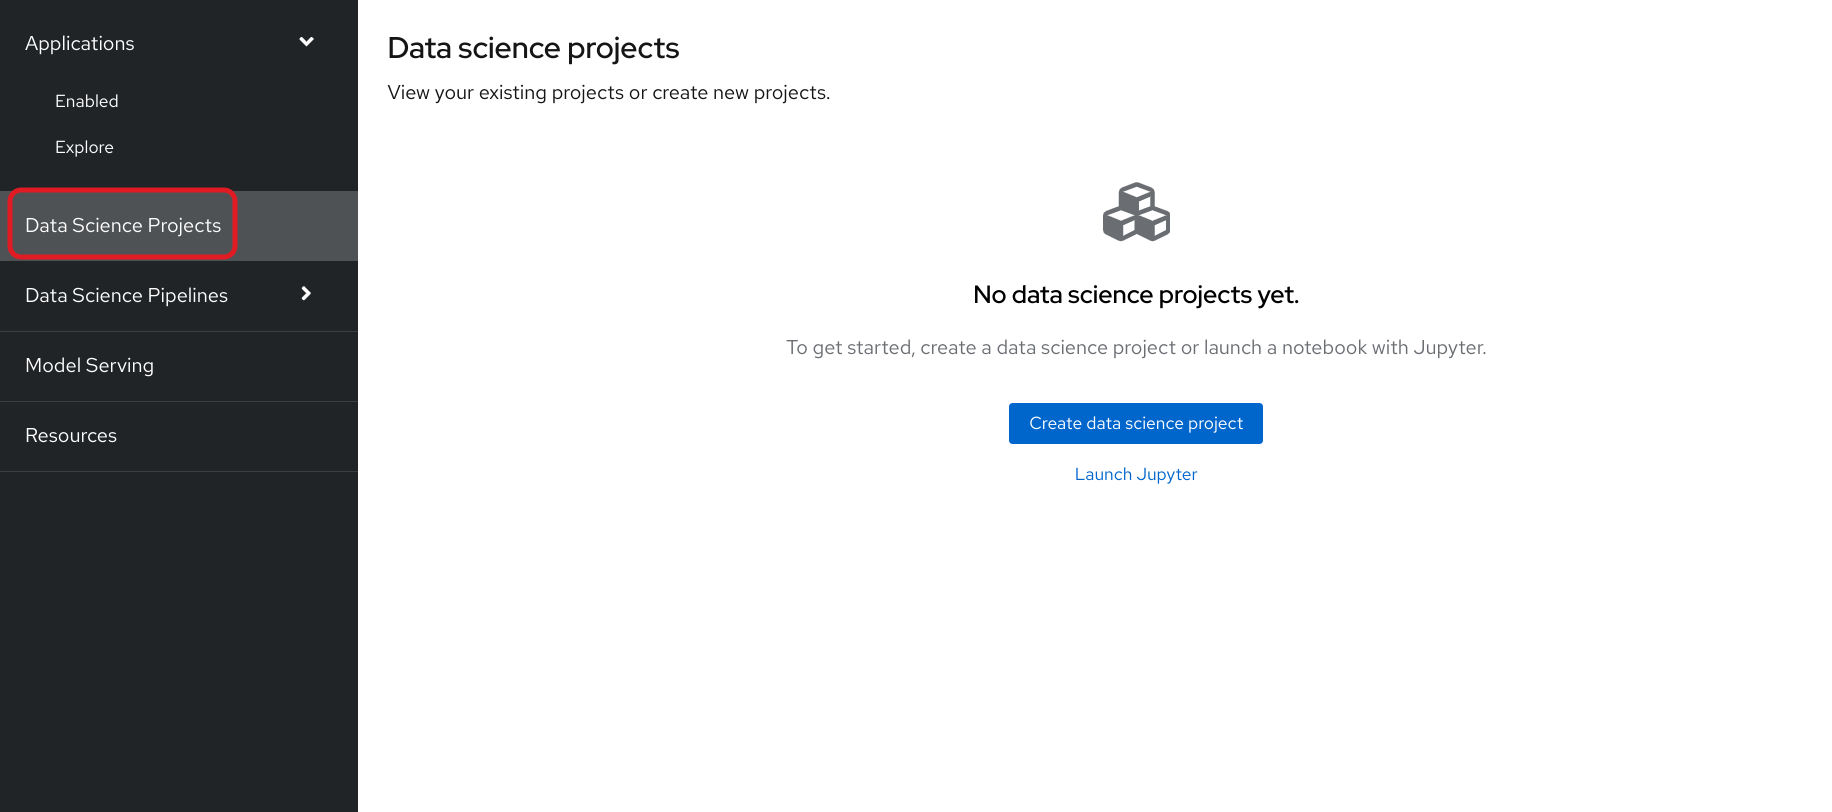 Applications
Enabled
Explore
Data Science Projects
Data Science Pipelines
Model Serving
Resources
Data science projects
View your existing projects or create new projects.
No data science projects yet.
To get started, create a data science project or launch a notebook with Jupyter.
Create data science project
Launch Jupyter